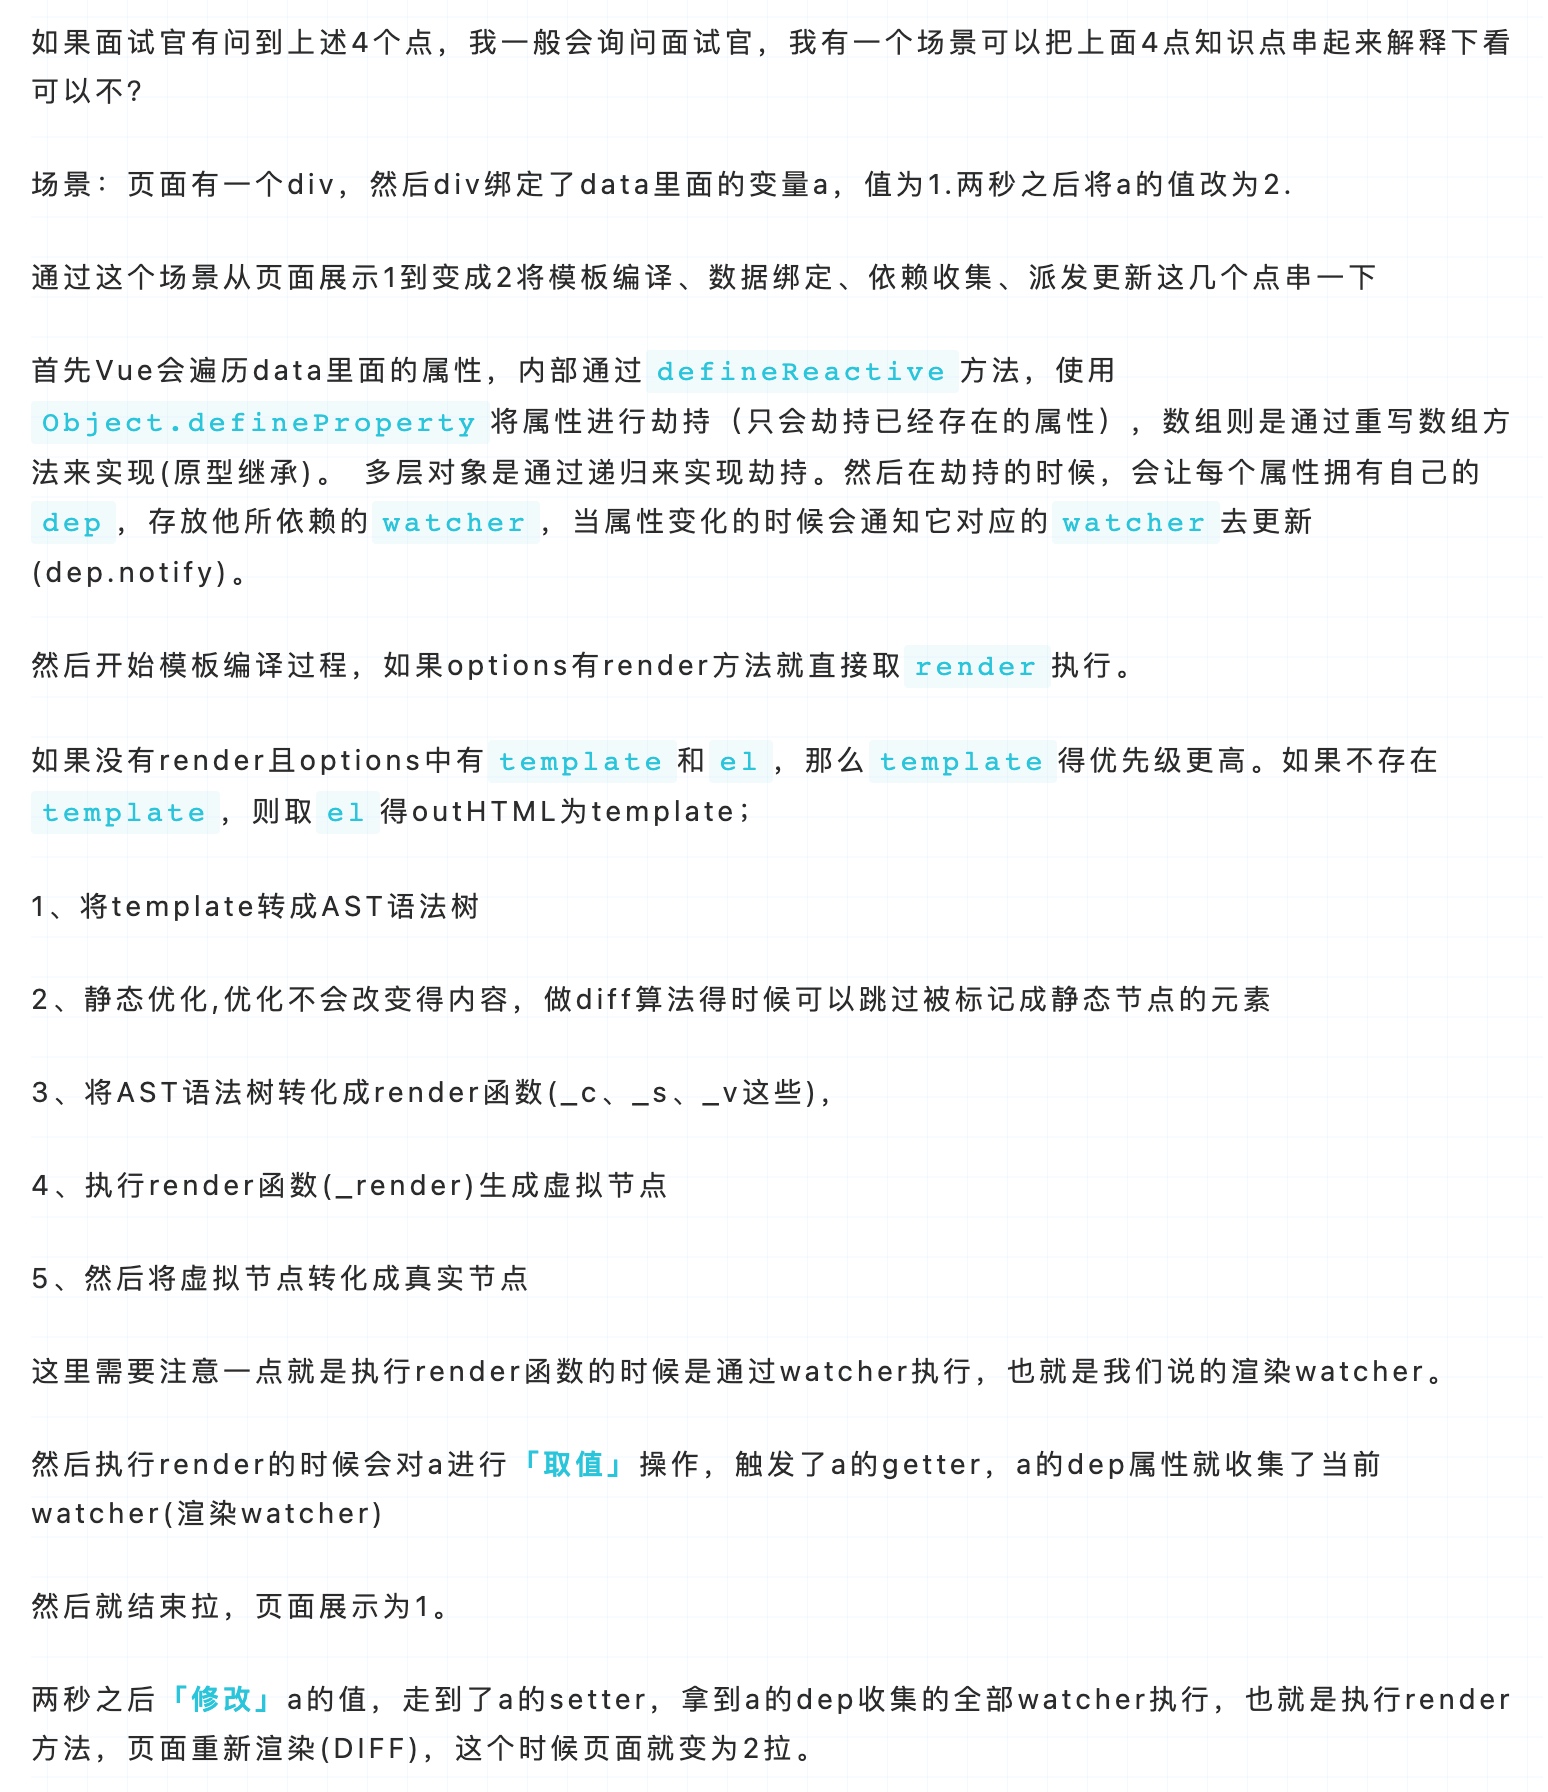 如果面试官有问到上述4个点，我一般会询问面试官，我有一个场景可以把上面4点知识点串起来解释下看
可以不？
场景：页面有一个div，然后div绑定了data里面的变量a，值为1.两秒之后将a的值改为2.
通过这个场景从页面展示1到变成2将模板编译、数据绑定、依赖收集、派发更新这几个点串一下
首先Vue会遍历data里面的属性，内部通过 defineReactive 方法，使用
Object.defineProperty 将属性进行劫持（只会劫持已经存在的属性），数组则是通过重写数组方
法来实现(原型继承)。 多层对象是通过递归来实现劫持。然后在劫持的时候，会让每个属性拥有自己的
dep ，存放他所依赖的 watcher ，当属性变化的时候会通知它对应的 watcher 去更新
(dep.notify)。
然后开始模板编译过程，如果options有render方法就直接取 render 执行。
如果没有render且options中有 template 和 el ，那么 template 得优先级更高。如果不存在
template ，则取 el 得outHTML为template；
1、将template转成AST语法树
2、静态优化,优化不会改变得内容，做diff算法得时候可以跳过被标记成静态节点的元素
3、将AST语法树转化成render函数(_c、_s、_v这些)，
4、执行render函数(_render)生成虚拟节点
5、然后将虚拟节点转化成真实节点
这里需要注意一点就是执行render函数的时候是通过watcher执行，也就是我们说的渲染watcher。
然后执行render的时候会对a进行「取值」操作，触发了a的getter，a的dep属性就收集了当前
watcher(渲染watcher)
然后就结束拉，页面展示为1。
两秒之后「修改」a的值，走到了a的setter，拿到a的dep收集的全部watcher执行，也就是执行render
方法，页面重新渲染(DIFF)，这个时候页面就变为2拉。